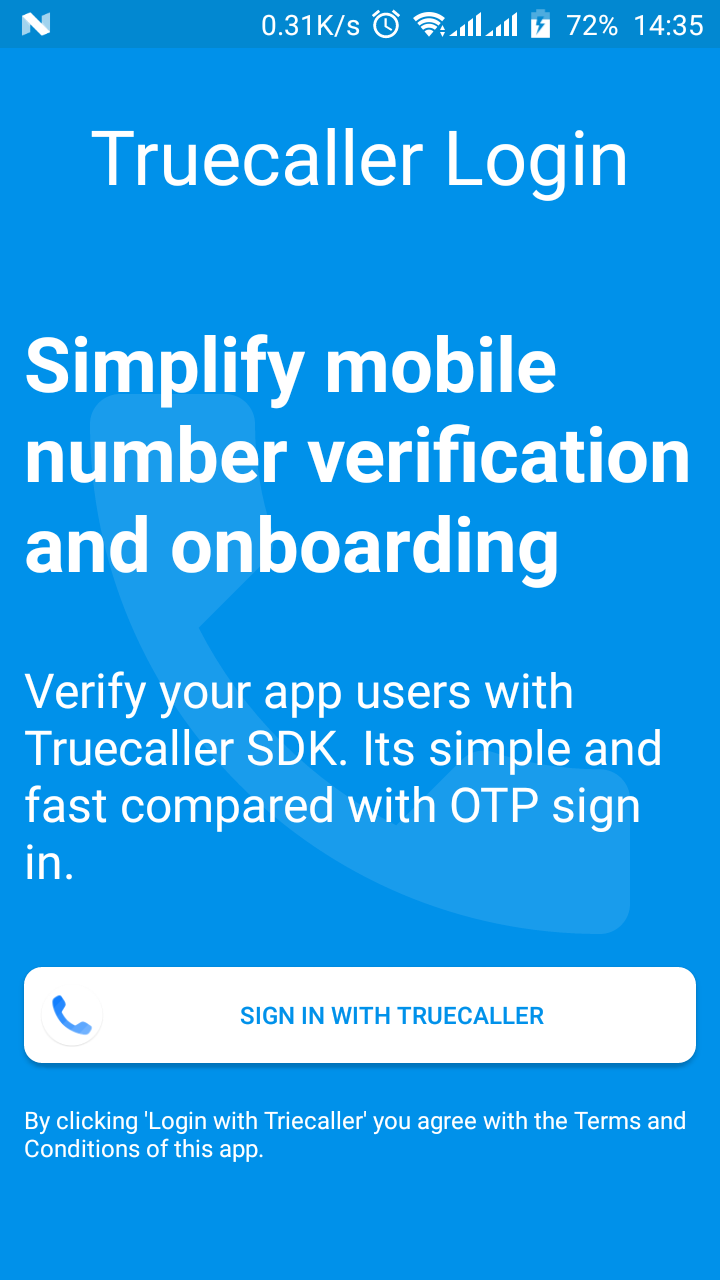 0.31K/s 72% 14:35
Truecaller Login
Simplify mobile
number verification
and onboarding
Verify your app users with
Truecaller SDK. Its simple and
fast compared with OTP sign
in.
SIGN IN WITH TRUECALLER
By clicking 'Login with Triecaller' you agree with the Terms and
Conditions of this app.